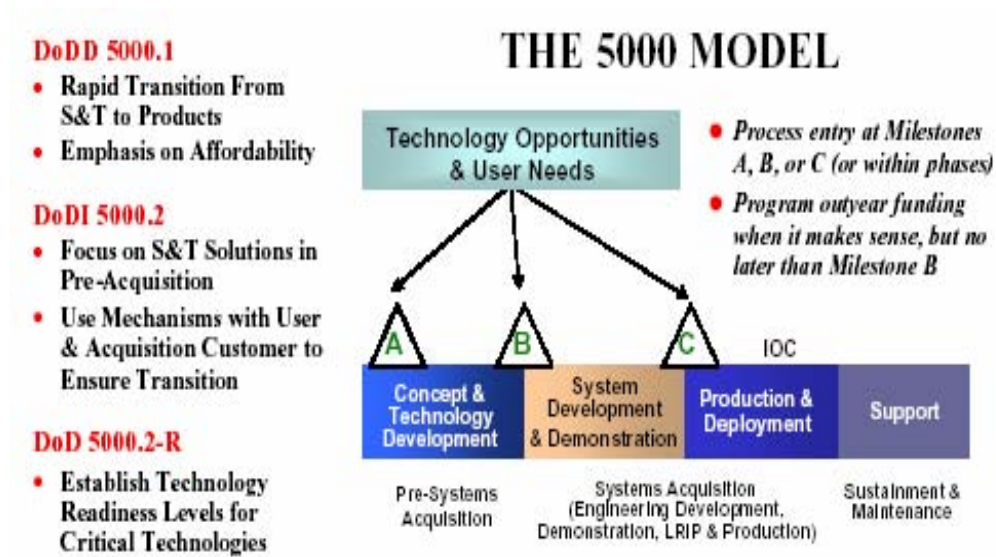 DoDD 5000.1
• Rapid Transition From
S&T to Products
• Emphasis on Affordability
DoDI 5000.2
• Focus on S&T Solutions in
Pre-Acquisition
• Use Mechanisms with User
& Acquisition Customer to
Ensure Transition
DoD 5000.2-R
• Establish Technology
Readiness Levels for
Critical Technologies
THE 5000 MODEL
Technology Opportunities
& User Needs
• Process entry at Milestones
A, B, or C (or within phases)
• Program outyear funding
when it makes sense, but no
later than Milestone B
A
B
C
IOC
Concept &
Technology
Development
System
Development
& Demonstration
Production &
Deployment
Support
Pre-Systems
Acquisition
Systems Acquisition
(Engineering Development,
Demonstration, LRIP & Production)
Sustainment &
Maintenance